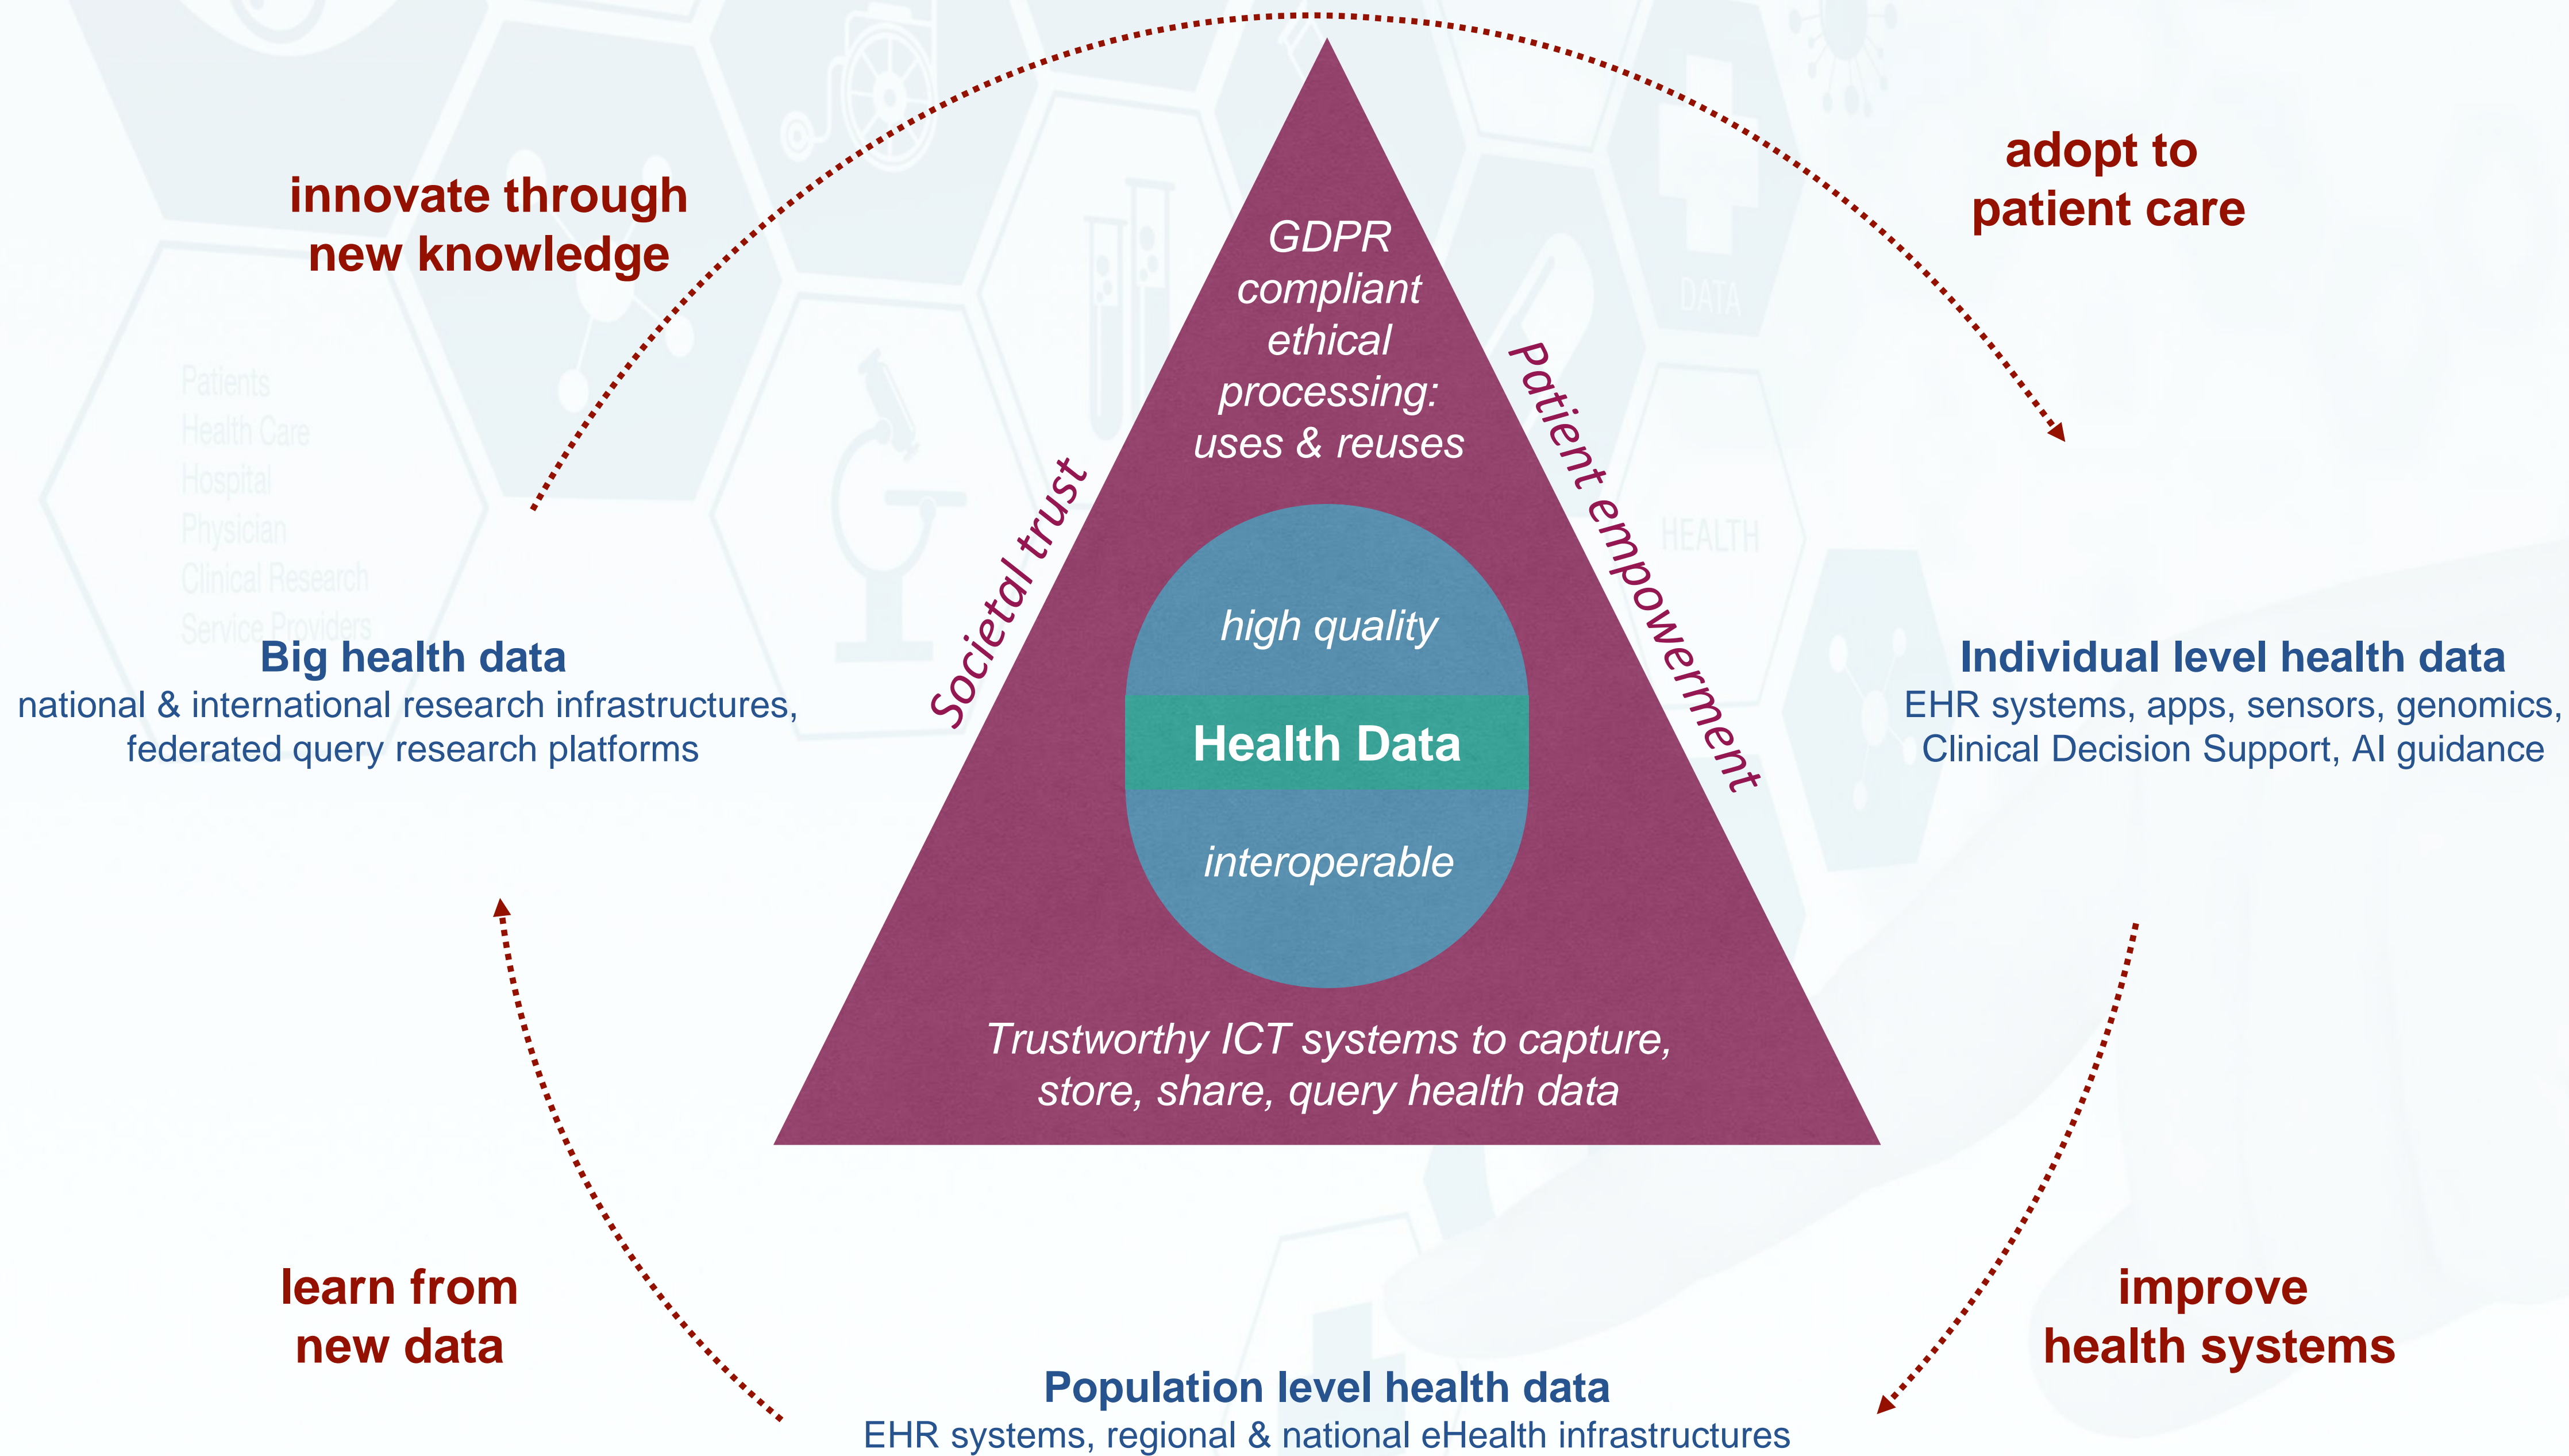 innovate through
new knowledge
adopt to
patient care
GDPR
compliant
ethical
processing:
uses & reuses
DATA
HEALTH
Patients
Health Care
Hospital
Physician
Clinical Research
Service Providers
Societal trust
Patient empowerment
high quality
Health Data
interoperable
Big health data
national & international research infrastructures,
federated query research platforms
Individual level health data
EHR systems, apps, sensors, genomics,
Clinical Decision Support, AI guidance
Trustworthy ICT systems to capture,
store, share, query health data
learn from
new data
improve
health systems
Population level health data
EHR systems, regional & national eHealth infrastructures